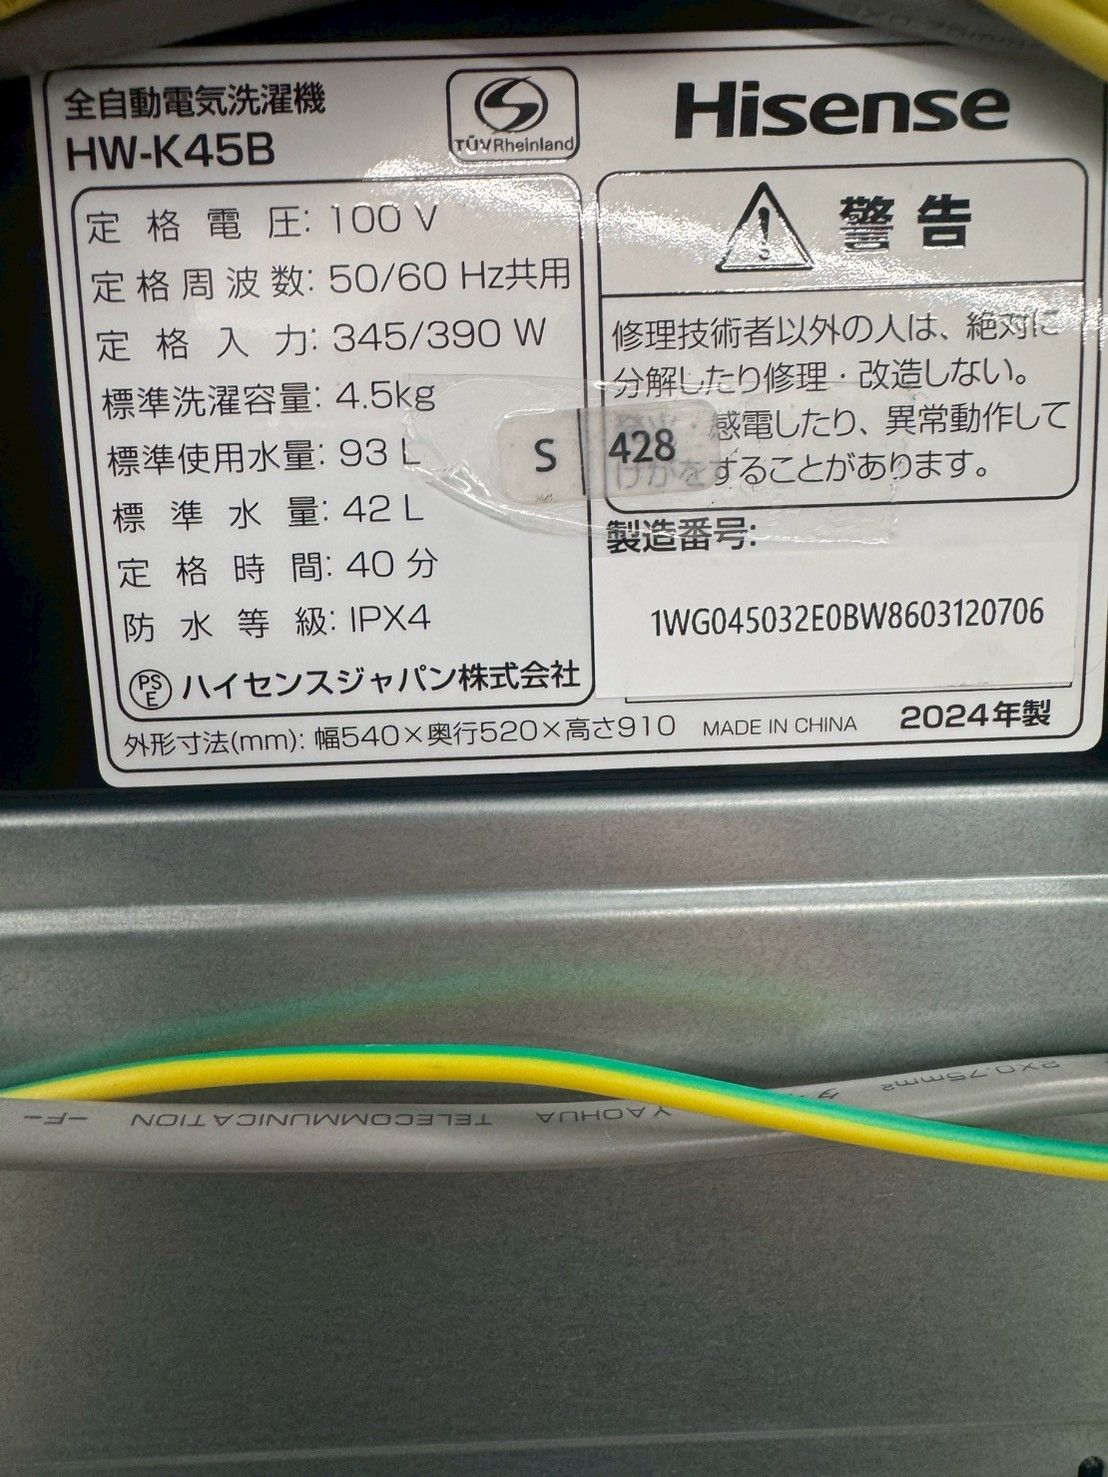 全自動電気洗濯機
HW-K45B
TÜVRheinland
Hisense
定格電圧: 100 V
定格周波数: 50/60 Hz共用
定格入力: 345/390 W
標準洗濯容量: 4.5kg
標準使用水量: 93 L
標準水量: 42 L
定格時間: 40 分
防水等級: IPX4
PS
E
ハイセンスジャパン株式会社
警告
修理技術者以外の人は、絶対に
分解したり修理・改造しない。
感電したり、異常動作して
けがをすることがあります。
S 428
製造番号:
1WG045032E0BW8603120706
外形寸法(mm): 幅540×奥行520×高さ910 MADE IN CHINA 2024年製
2X0.75mm²
YAOHUA TELECOMMUNICATION -F-